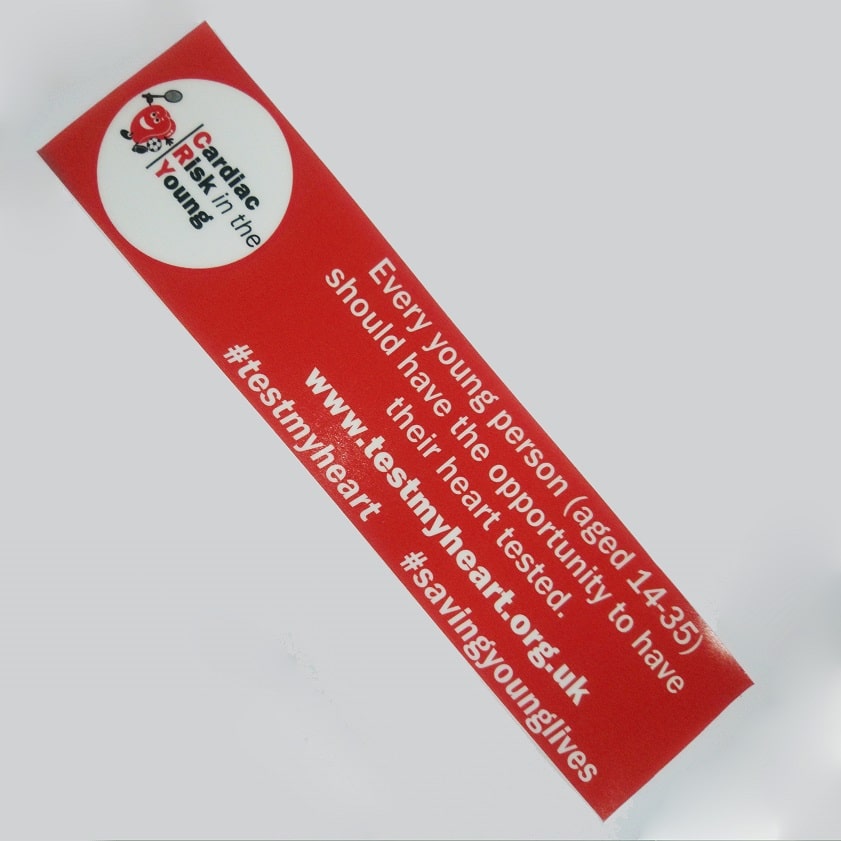 Cardiac
Risk in the
Young
Every young person (aged 14-35)
should have the opportunity to have
their heart tested.
www.testmyheart.org.uk
#testmyheart #savingyounglives